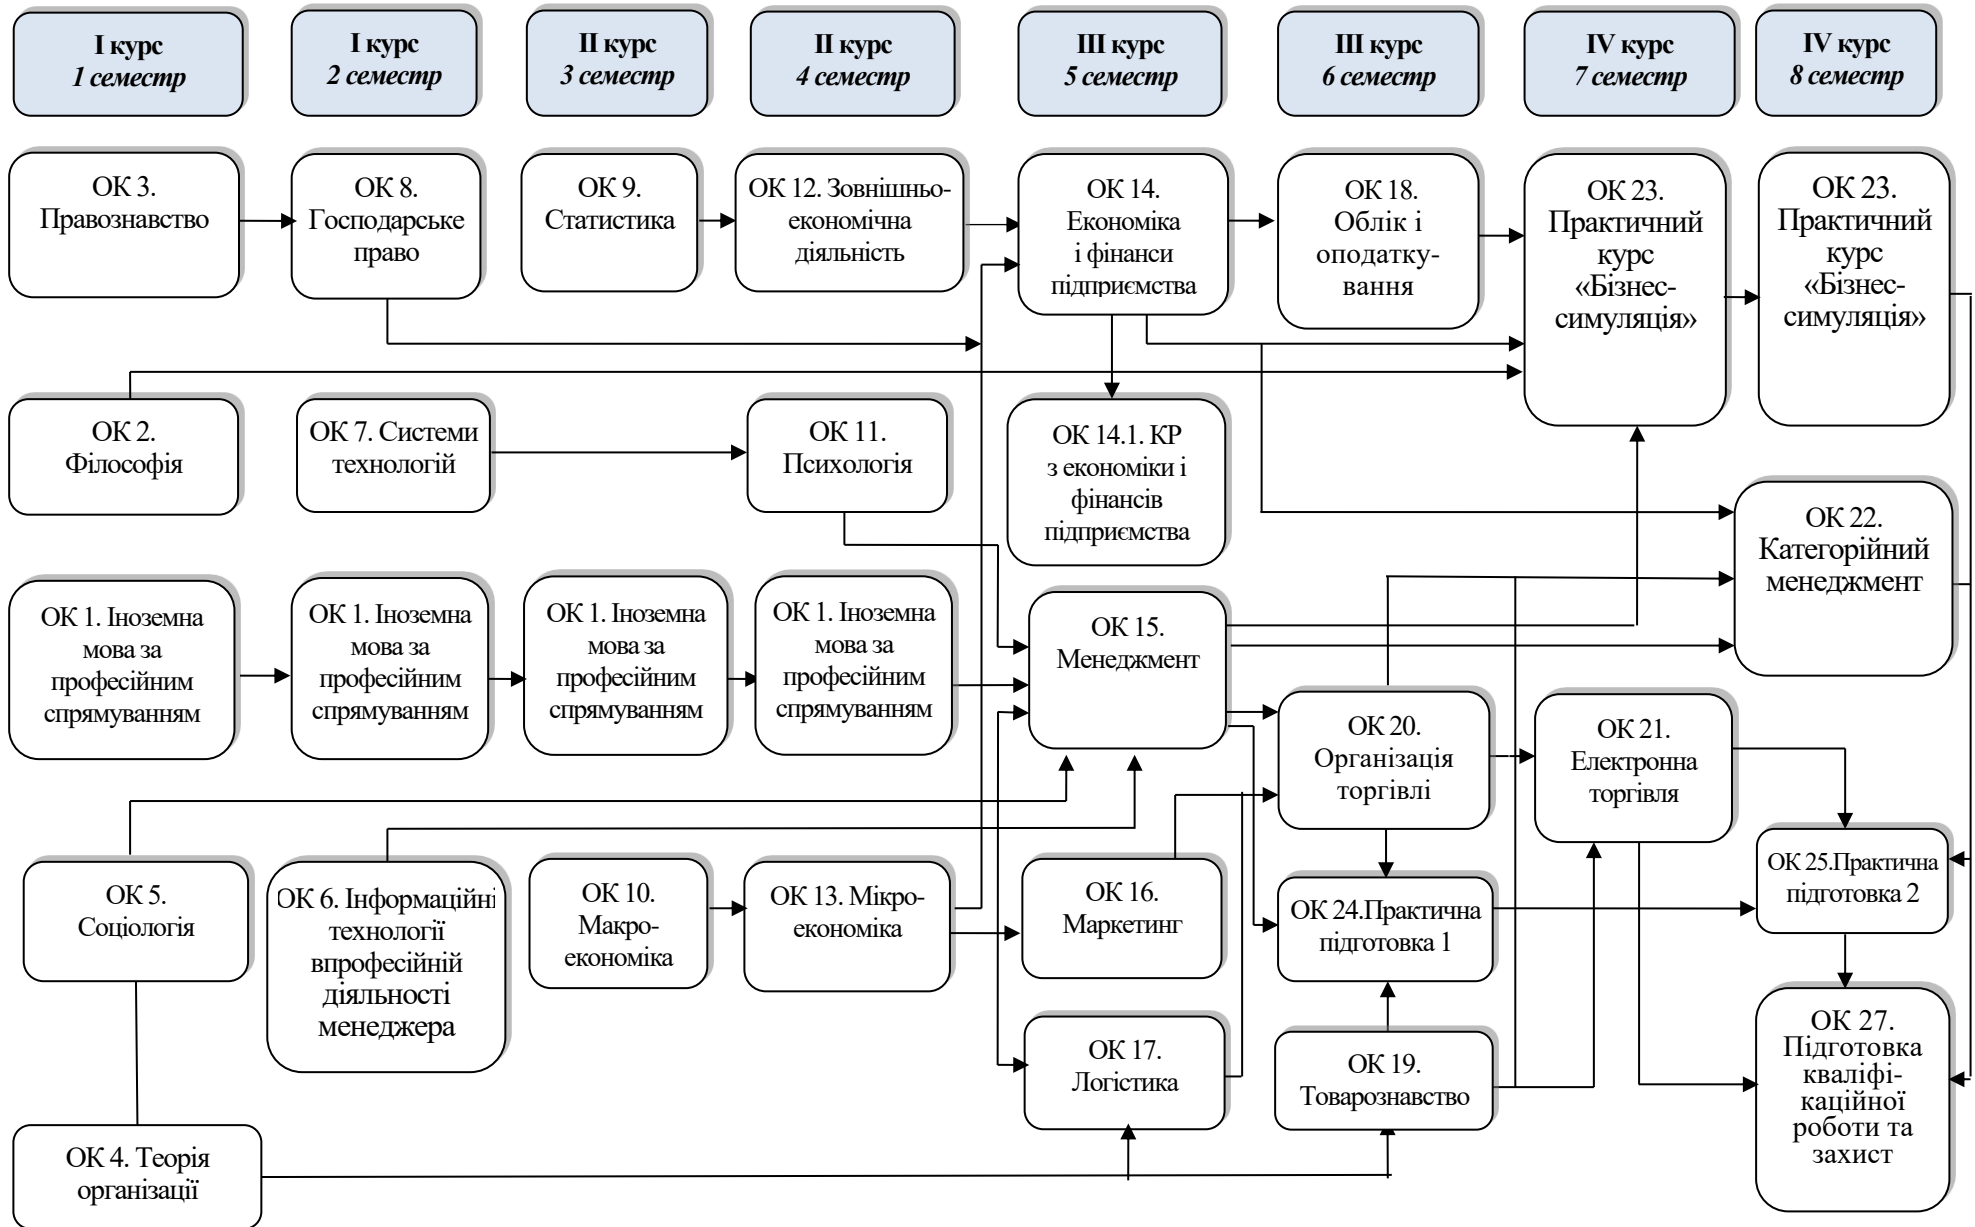 І курс
1 семестр
І курс
2 семестр
ІІ курс
3 семестр
ІІ курс
4 семестр
ІІІ курс
5 семестр
ІІІ курс
6 семестр
IV курс
7 семестр
IV курс
8 семестр
ОК 3.
Правознавство
ОК 8.
Господарське
право
ОК 9.
Статистика
ОК 12. Зовнішньо-
економічна
діяльність
ОК 14.
Економіка
і фінанси
підприємства
ОК 18.
Облік і
оподатку-
вання
ОК 23.
Практичний
курс
«Бізнес-
симуляція»
ОК 23.
Практичний
курс
«Бізнес-
симуляція»
ОК 2.
Філософія
ОК 7. Системи
технологій
ОК 11.
Психологія
ОК 14.1. КР
з економіки і
фінансів
підприємства
ОК 22.
Категорійний
менеджмент
ОК 1. Іноземна
мова за
професійним
спрямуванням
ОК 1. Іноземна
мова за
професійним
спрямуванням
ОК 1. Іноземна
мова за
професійним
спрямуванням
ОК 1. Іноземна
мова за
професійним
спрямуванням
ОК 15.
Менеджмент
ОК 20.
Організація
торгівлі
ОК 21.
Електронна
торгівля
ОК 5.
Соціологія
ОК 6. Інформаційні
технології
впрофесійній
діяльності
менеджера
ОК 10.
Макро-
економіка
ОК 13. Мікро-
економіка
ОК 16.
Маркетинг
ОК 24.Практична
підготовка 1
ОК 25.Практична
підготовка 2
ОК 17.
Логістика
ОК 19.
Товарознавство
ОК 27.
Підготовка
кваліфі-
каційної
роботи та
захист
ОК 4. Теорія
організації